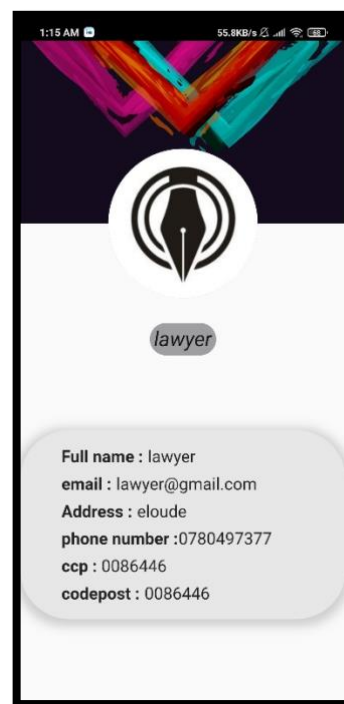 1:15 AM 55.8KB/s 68
lawyer
Full name : lawyer
email : lawyer@gmail.com
Address : eloude
phone number :0780497377
ccp : 0086446
codepost : 0086446